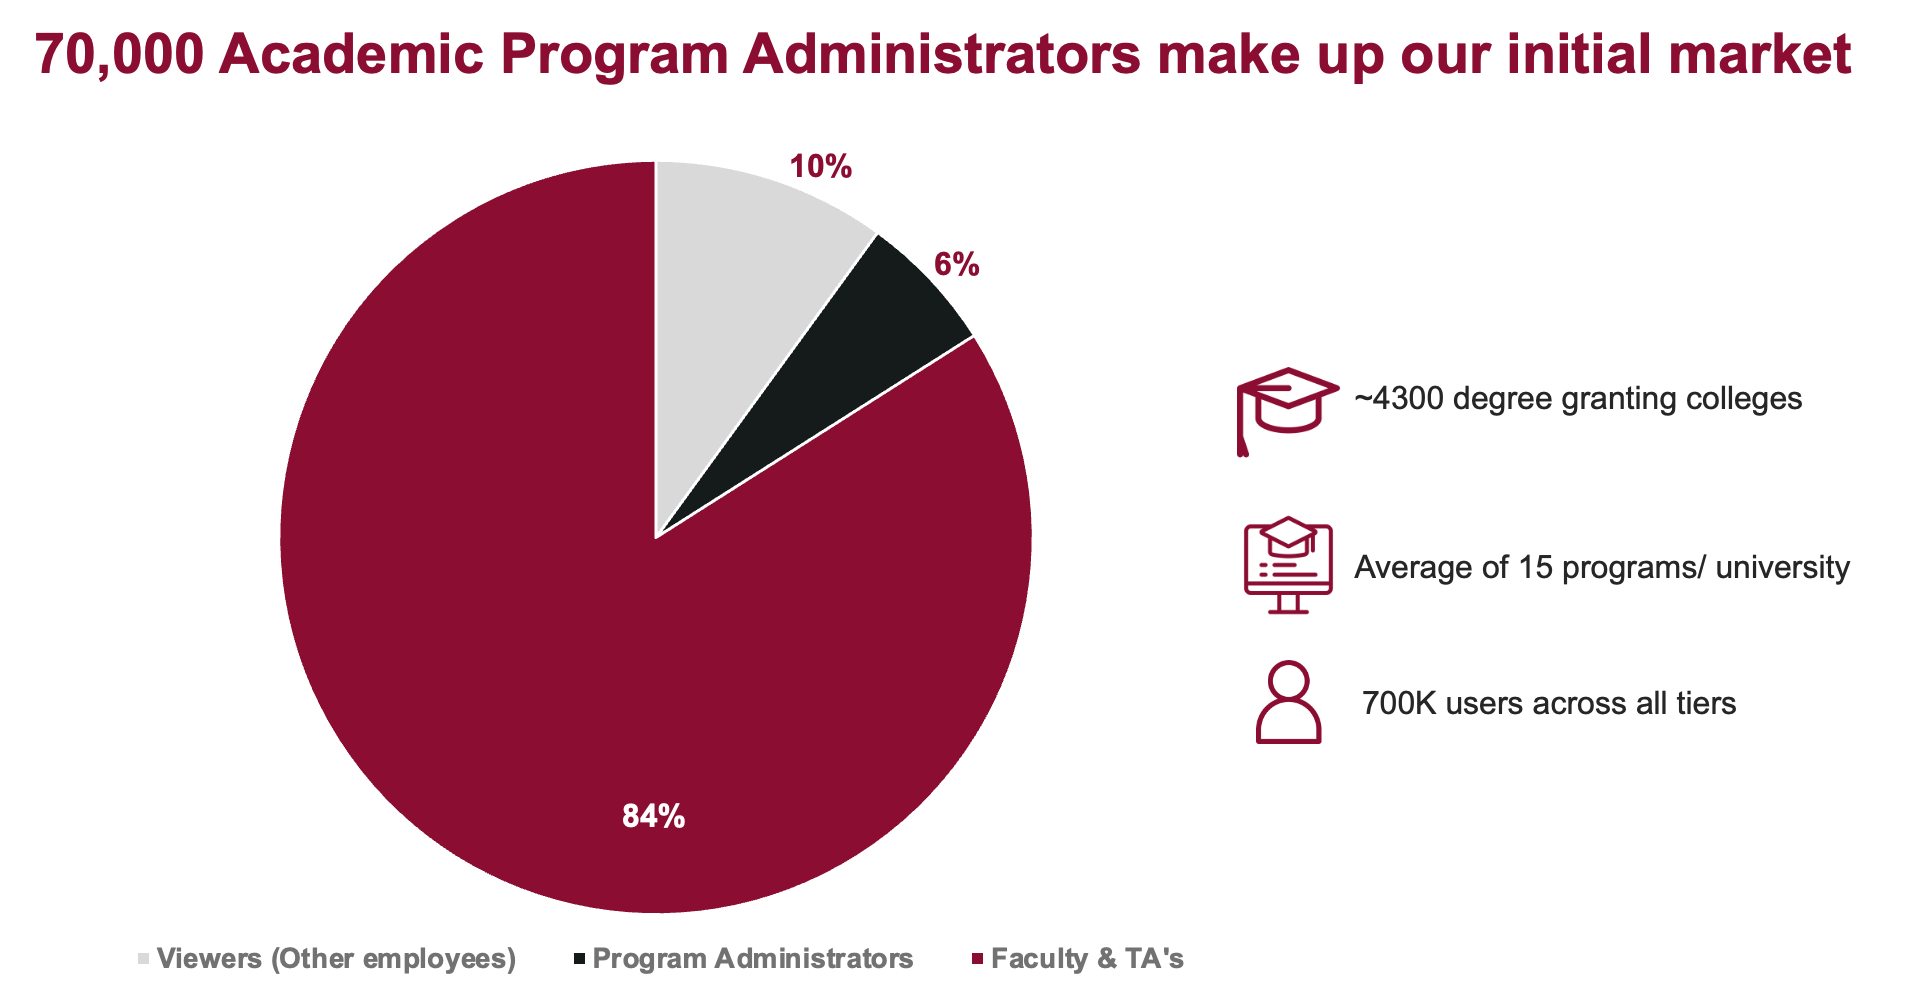 70,000 Academic Program Administrators make up our initial market
10%
6%
84%
~4300 degree granting colleges
Average of 15 programs/ university
700K users across all tiers
Viewers (Other employees)
Program Administrators
Faculty & TA's